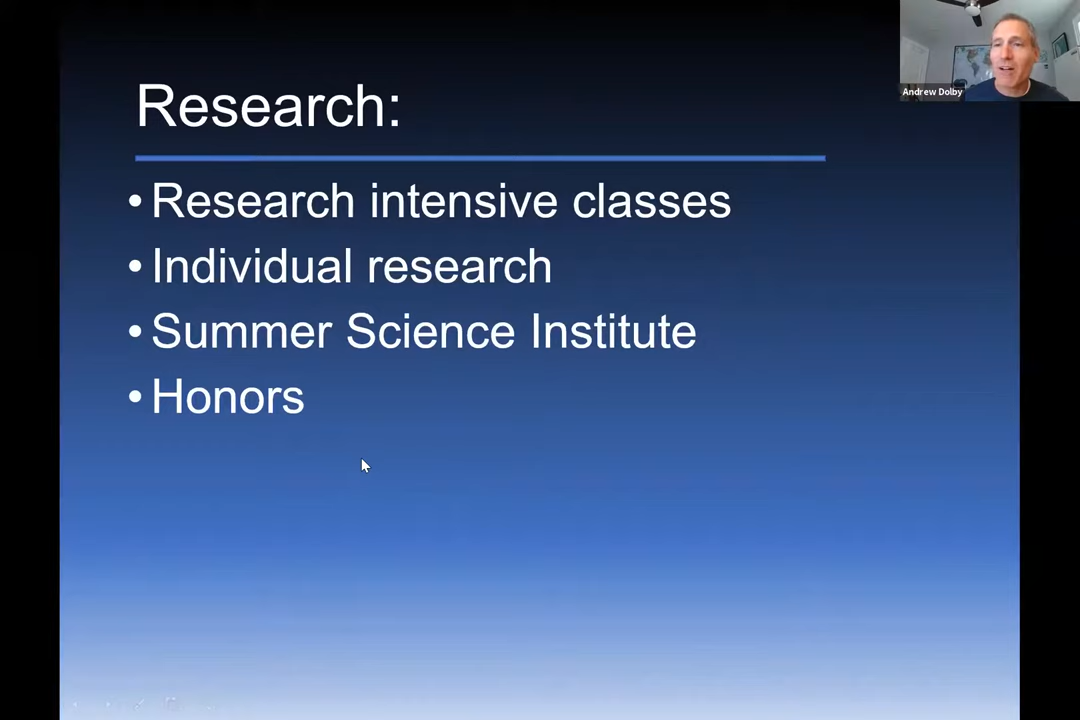 Andrew Dolby
Research:
• Research intensive classes
• Individual research
• Summer Science Institute
• Honors